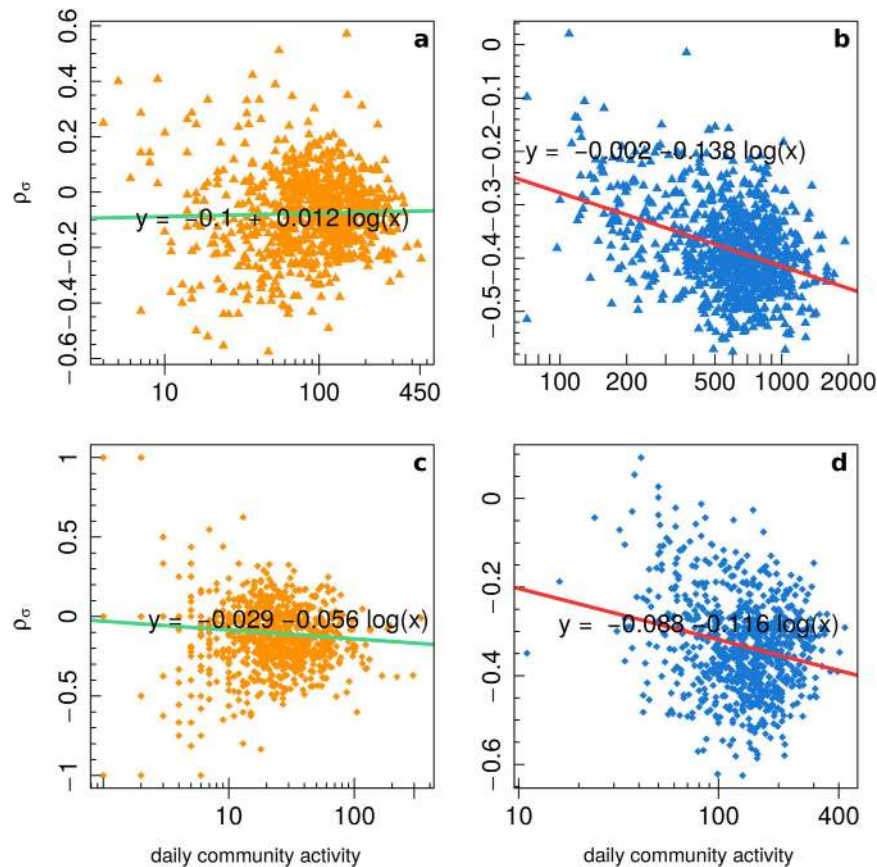 a
0.6
0.4
0.2
0
−0.2
−0.4
−0.6
ρσ
y = −0.1 + 0.012 log(x)
10 100 450
b
0
−0.1
−0.2
−0.3
−0.4
−0.5
y = −0.002 −0.138 log(x)
100 200 500 1000 2000
c
1
0.5
0
−0.5
−1
ρσ
y = −0.029 −0.056 log(x)
10 100
daily community activity
d
0
−0.2
−0.4
−0.6
y = −0.088 −0.116 log(x)
10 100 400
daily community activity